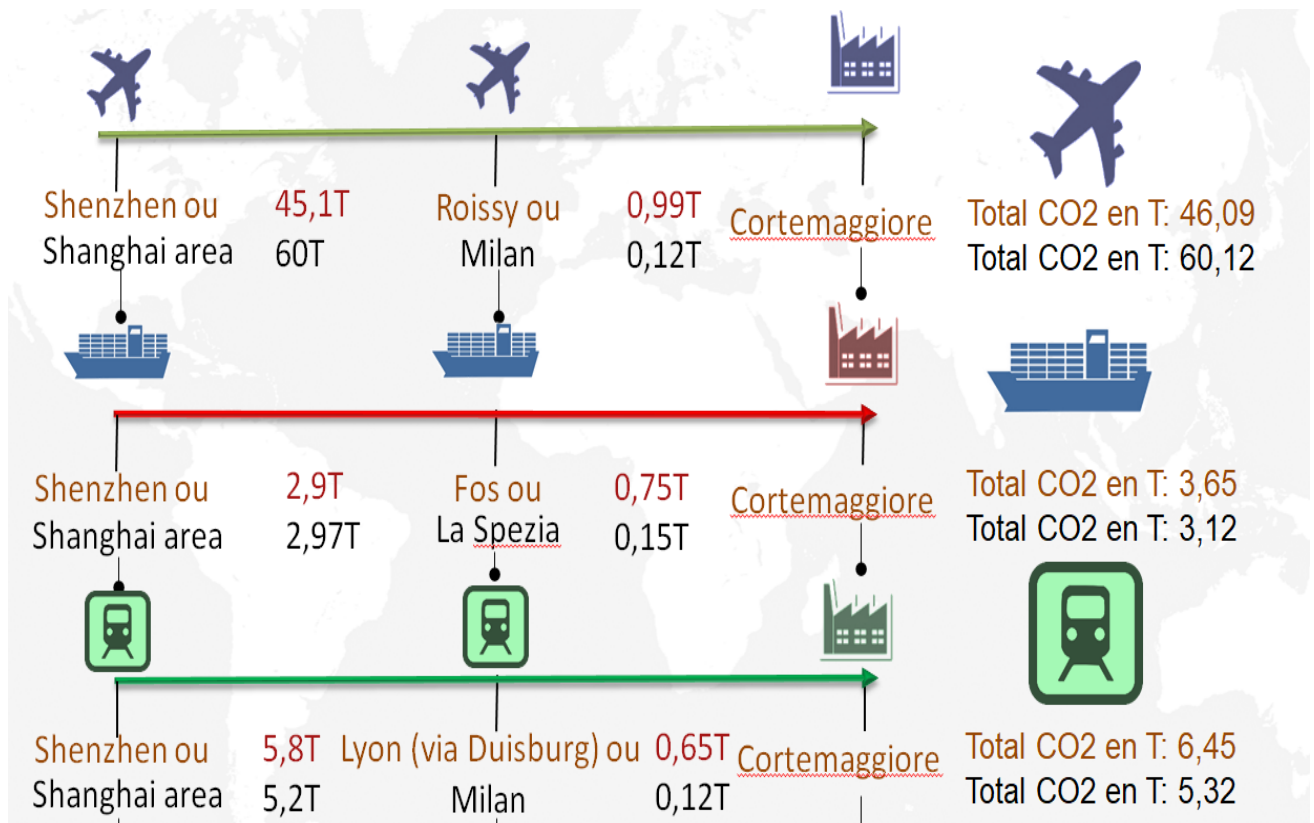 Shenzhen ou 45,1T Roissy ou 0,99T Cortemaggiore Total CO2 en T: 46,09
Shanghai area 60T Milan 0,12T Total CO2 en T: 60,12
Shenzhen ou 2,9T Fos ou 0,75T Cortemaggiore Total CO2 en T: 3,65
Shanghai area 2,97T La Spezia 0,15T Total CO2 en T: 3,12
Shenzhen ou 5,8T Lyon (via Duisburg) ou 0,65T Cortemaggiore Total CO2 en T: 6,45
Shanghai area 5,2T Milan 0,12T Total CO2 en T: 5,32